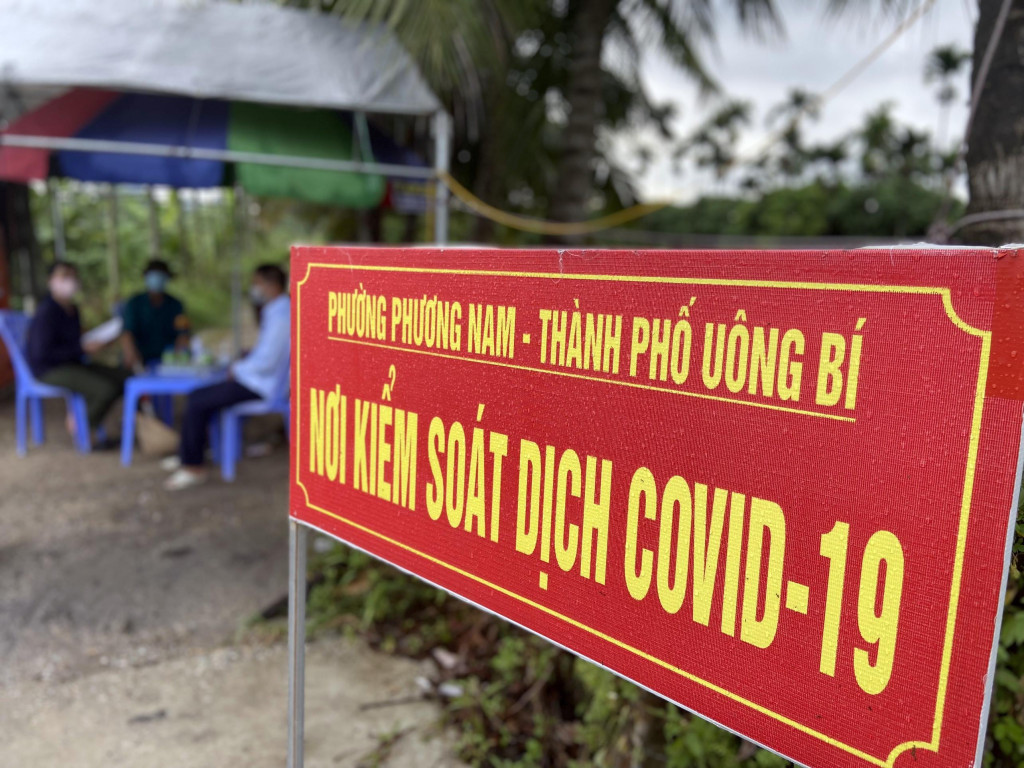 PHƯỜNG PHƯƠNG NAM - THÀNH PHỐ UÔNG BÍ
NƠI KIỂM SOÁT DỊCH COVID-19